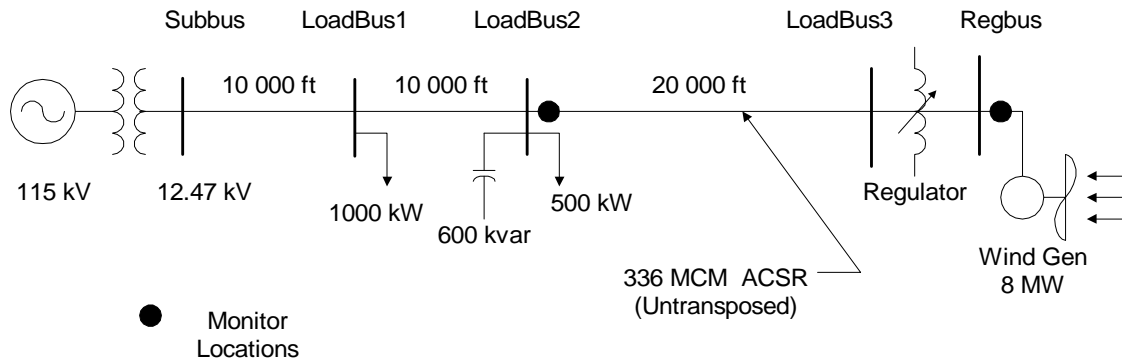 Subbus
LoadBus1
LoadBus2
LoadBus3
Regbus
10 000 ft
10 000 ft
20 000 ft
115 kV
12.47 kV
1000 kW
600 kvar
500 kW
Regulator
336 MCM ACSR
(Untransposed)
Wind Gen
8 MW
Monitor
Locations